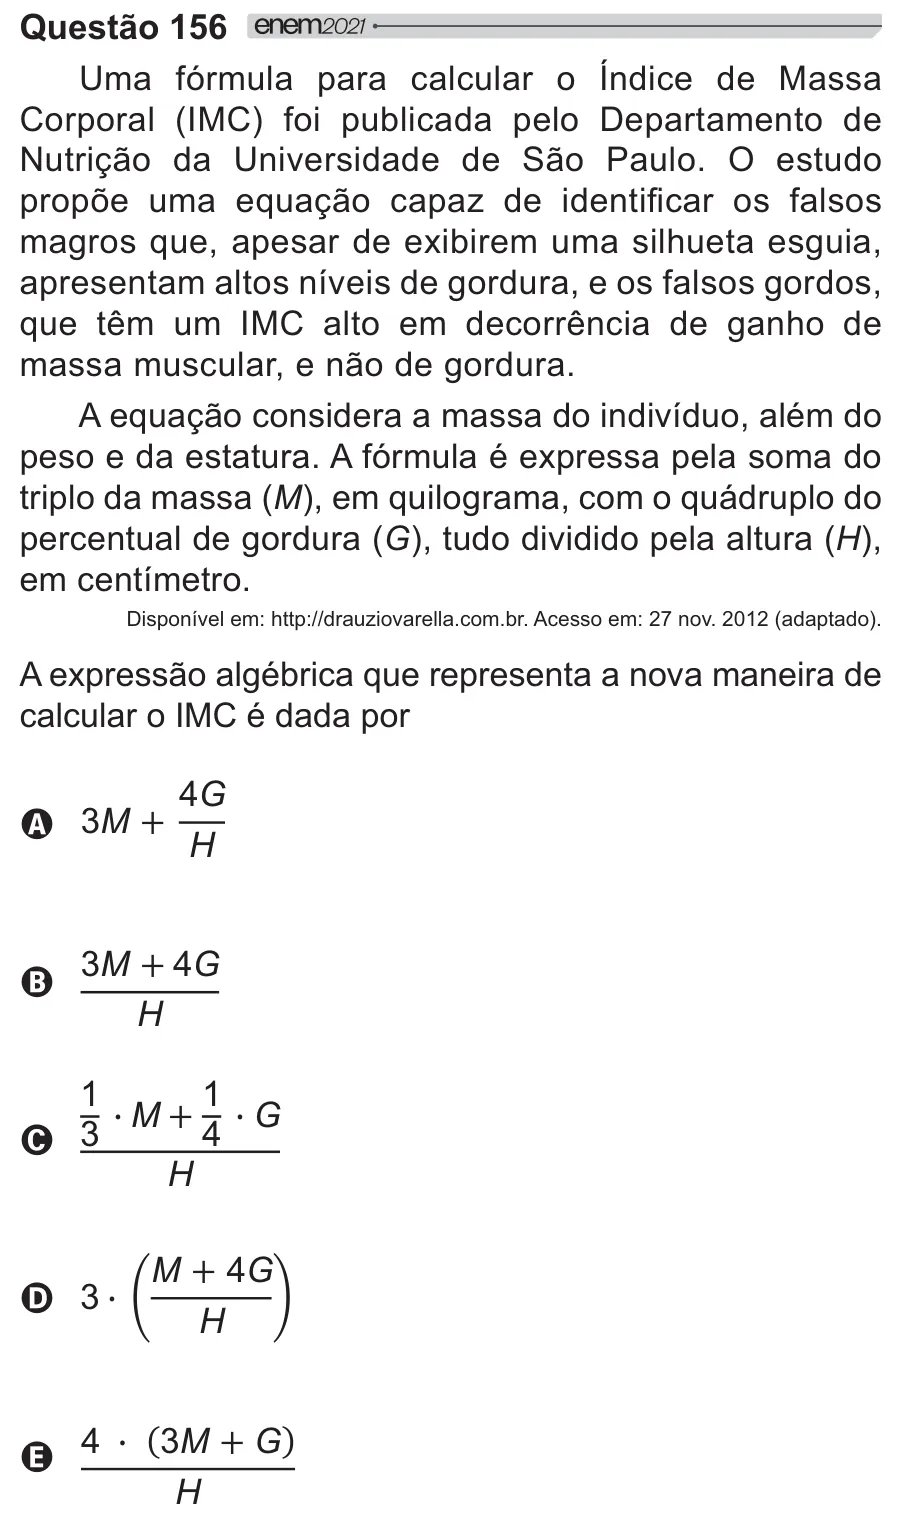 Questão 156 enem2021
Uma fórmula para calcular o Índice de Massa
Corporal (IMC) foi publicada pelo Departamento de
Nutrição da Universidade de São Paulo. O estudo
propõe uma equação capaz de identificar os falsos
magros que, apesar de exibirem uma silhueta esguia,
apresentam altos níveis de gordura, e os falsos gordos,
que têm um IMC alto em decorrência de ganho de
massa muscular, e não de gordura.
A equação considera a massa do indivíduo, além do
peso e da estatura. A fórmula é expressa pela soma do
triplo da massa (M), em quilograma, com o quádruplo do
percentual de gordura (G), tudo dividido pela altura (H),
em centímetro.
Disponível em: http://drauziovarella.com.br. Acesso em: 27 nov. 2012 (adaptado).
A expressão algébrica que representa a nova maneira de
calcular o IMC é dada por
A 3M + 4G/H
B (3M + 4G)/H
C (1/3 · M + 1/4 · G)/H
D 3 · ((M + 4G)/H)
E (4 · (3M + G))/H